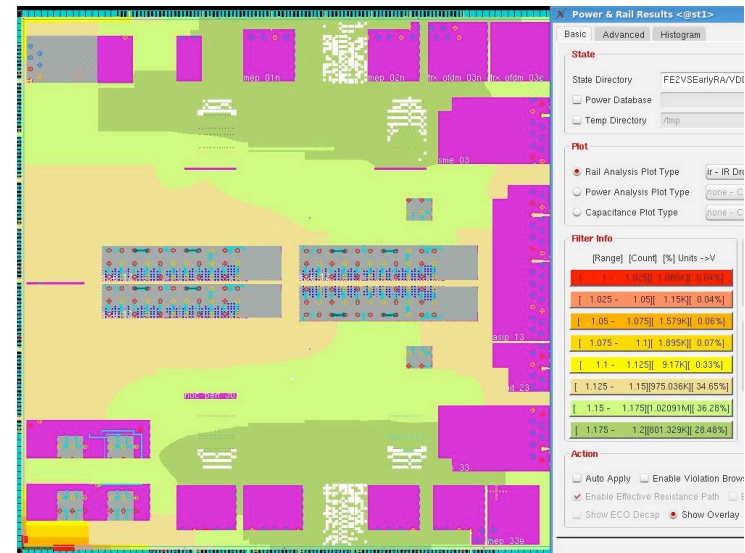 Power & Rail Results <@st1>
Basic Advanced Histogram
State
State Directory FE2VSEarlyRA/VDD
Power Database
Temp Directory /tmp
Plot
Rail Analysis Plot Type ir - IR Dro
Power Analysis Plot Type none - C
Capacitance Plot Type none - C
Filter Info
[Range] [Count] [%] Units ->V
[ 1 - 1.025][ 1.065K][ 0.04%]
[ 1.025 - 1.05][ 1.15K][ 0.04%]
[ 1.05 - 1.075][ 1.579K][ 0.06%]
[ 1.075 - 1.1][ 1.895K][ 0.07%]
[ 1.1 - 1.125][ 9.17K][ 0.33%]
[ 1.125 - 1.15][975.036K][ 34.65%]
[ 1.15 - 1.175][1.02091M][ 36.28%]
[ 1.175 - 1.2][801.329K][ 28.48%]
Action
Auto Apply Enable Violation Brows
Enable Effective Resistance Path
Show ECO Decap Show Overlay
mep_01n
mep_02n
trx_ofdm_03n
trx_ofdm_03e
sme_03
asip_13
33
mep_33e